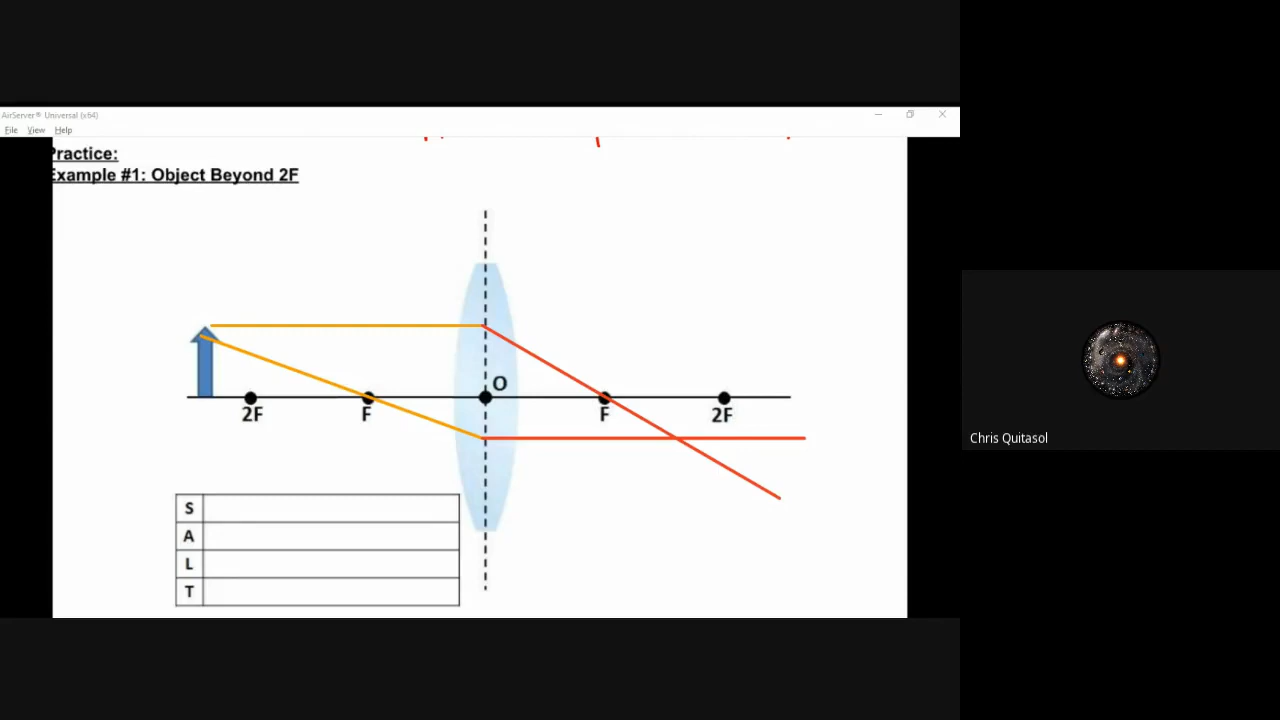 AirServer® Universal (x64)
File View Help
Practice:
Example #1: Object Beyond 2F
O
2F F F 2F
S
A
L
T
Chris Quitasol